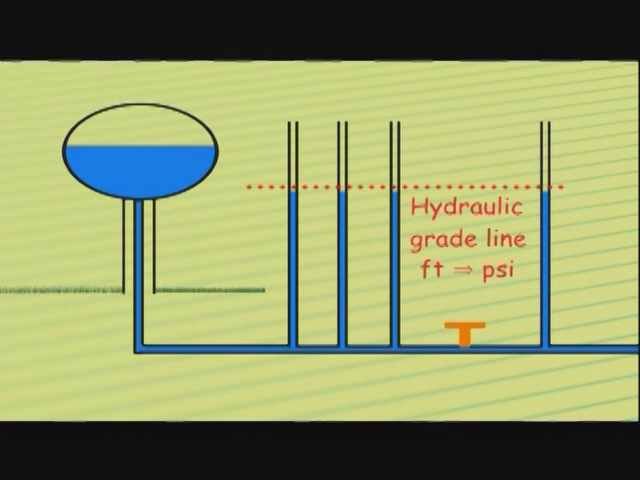 Hydraulic
grade line
ft ⇒ psi